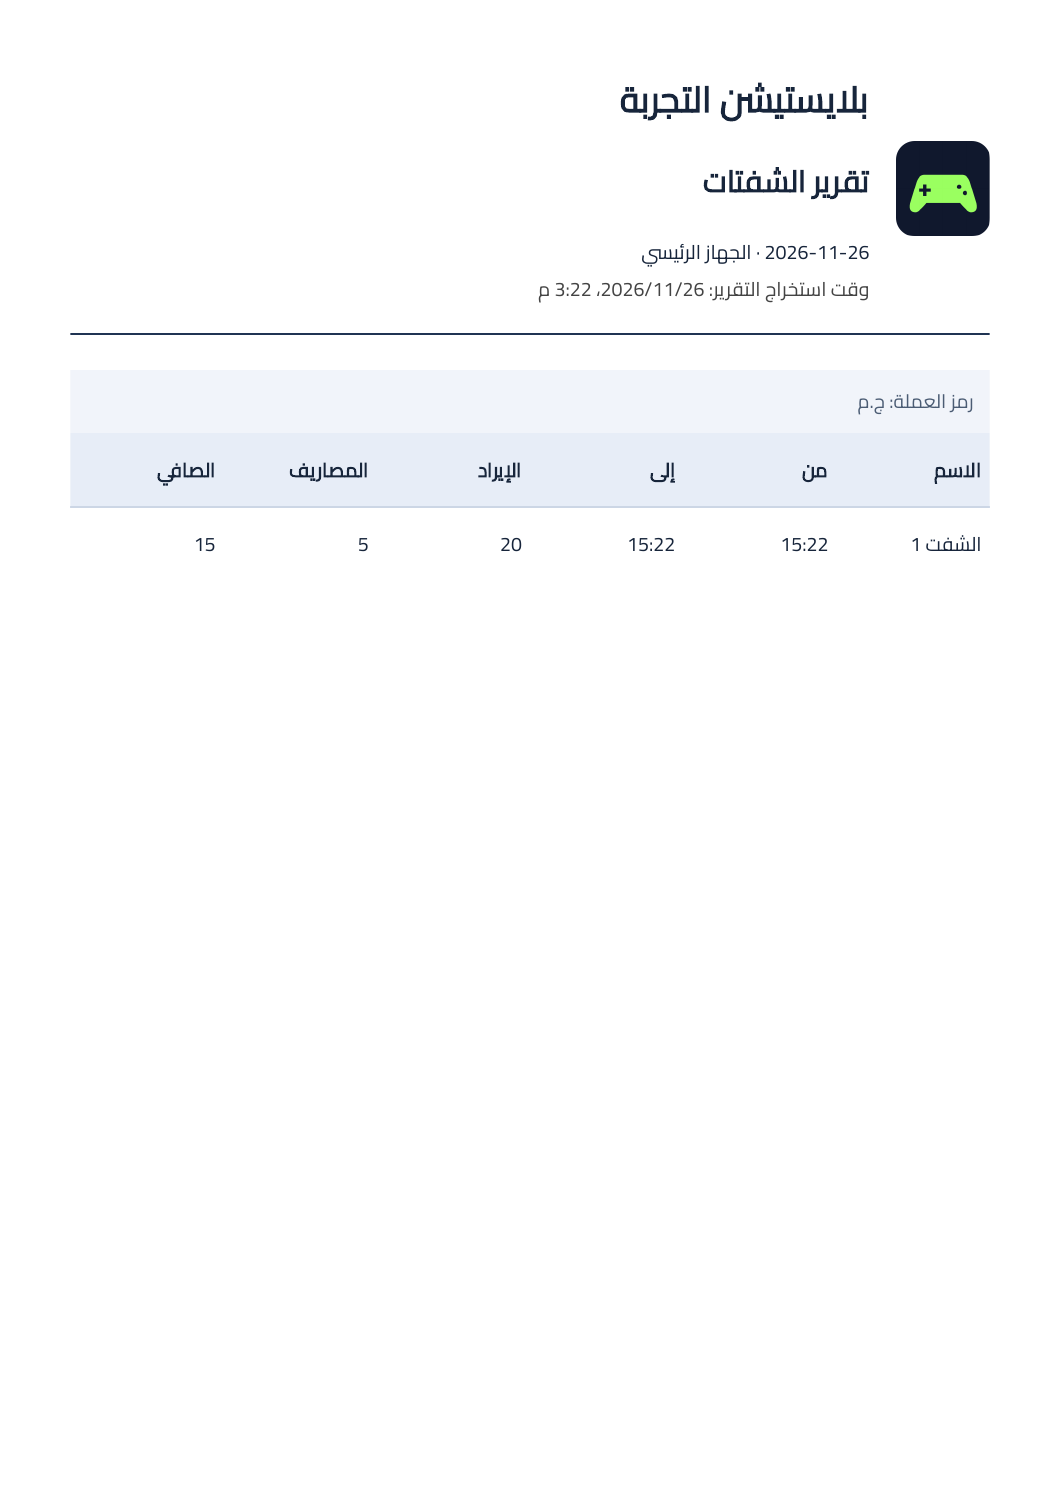 بلايستيشن التجربة
تقرير الشفتات
2026-11-26 · الجهاز الرئيسي
وقت استخراج التقرير: 2026/11/26، 3:22 م
رمز العملة: ج.م
الاسم من إلى الإيراد المصاريف الصافي
الشفت 1 15:22 15:22 20 5 15